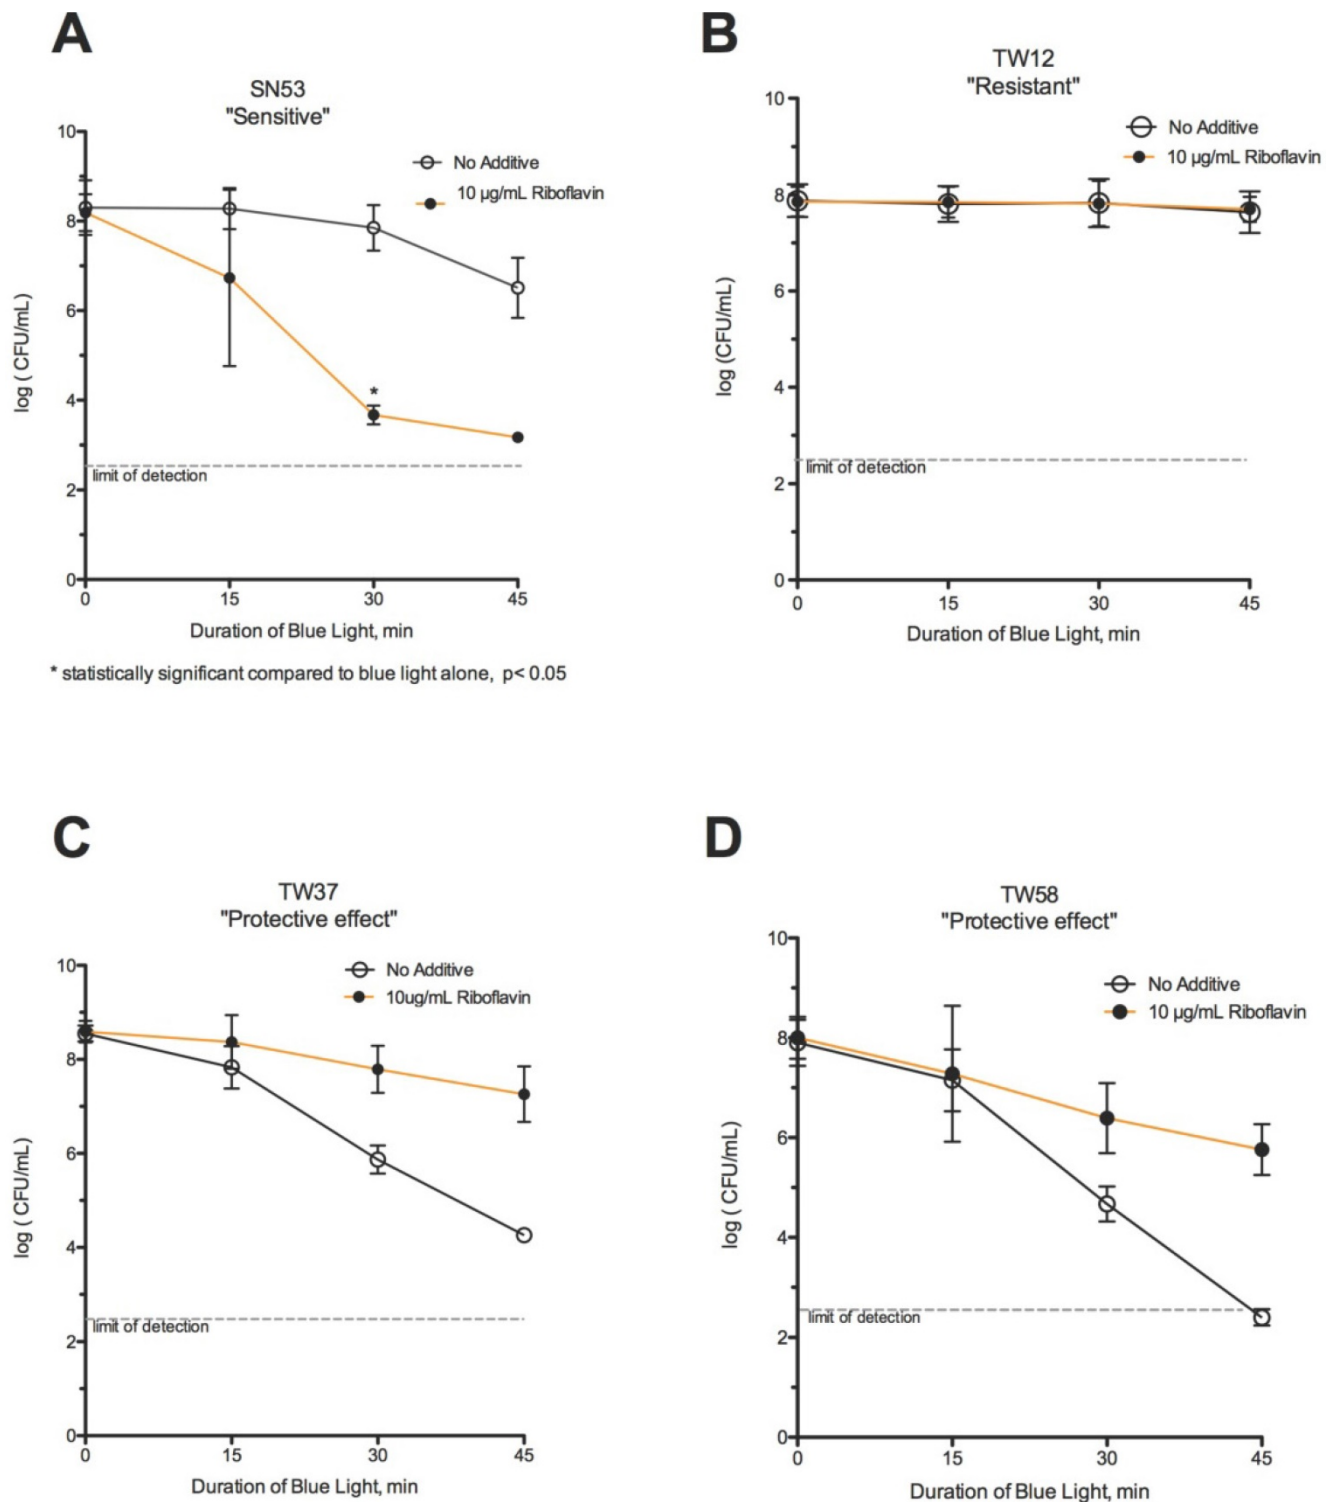 A
SN53
"Sensitive"
No Additive
10 µg/mL Riboflavin
10
8
6
4
2
0
log ( CFU/mL)
*
limit of detection
0 15 30 45
Duration of Blue Light, min
* statistically significant compared to blue light alone, p< 0.05
B
TW12
"Resistant"
No Additive
10 µg/mL Riboflavin
10
8
6
4
2
0
log (CFU/mL)
limit of detection
0 15 30 45
Duration of Blue Light, min
C
TW37
"Protective effect"
No Additive
10ug/mL Riboflavin
10
8
6
4
2
0
log ( CFU/mL)
limit of detection
0 15 30 45
Duration of Blue Light, min
D
TW58
"Protective effect"
No Additive
10 µg/mL Riboflavin
10
8
6
4
2
0
log ( CFU/mL)
limit of detection
0 15 30 45
Duration of Blue Light, min